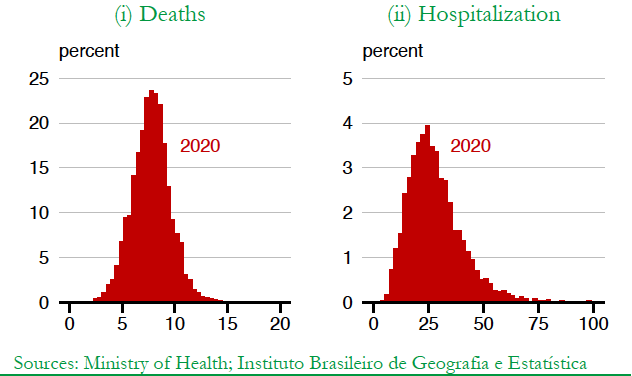 (i) Deaths
percent
25
20
15
10
5
0
2020
0 5 10 15 20
(ii) Hospitalization
percent
5
4
3
2
1
0
2020
0 25 50 75 100
Sources: Ministry of Health; Instituto Brasileiro de Geografia e Estatística